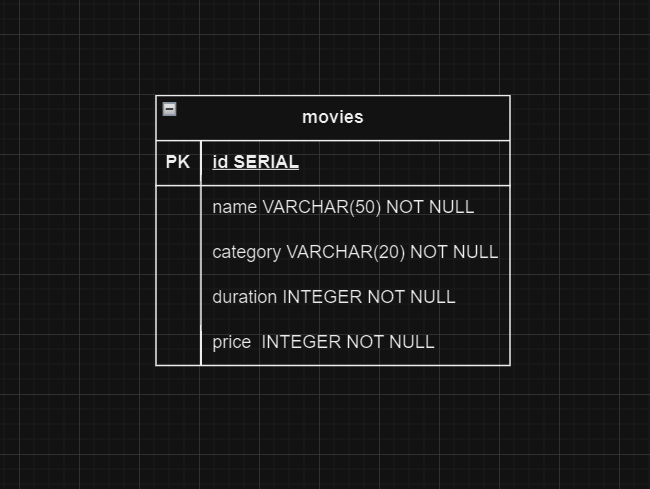 movies
PK id SERIAL
name VARCHAR(50) NOT NULL
category VARCHAR(20) NOT NULL
duration INTEGER NOT NULL
price  INTEGER NOT NULL